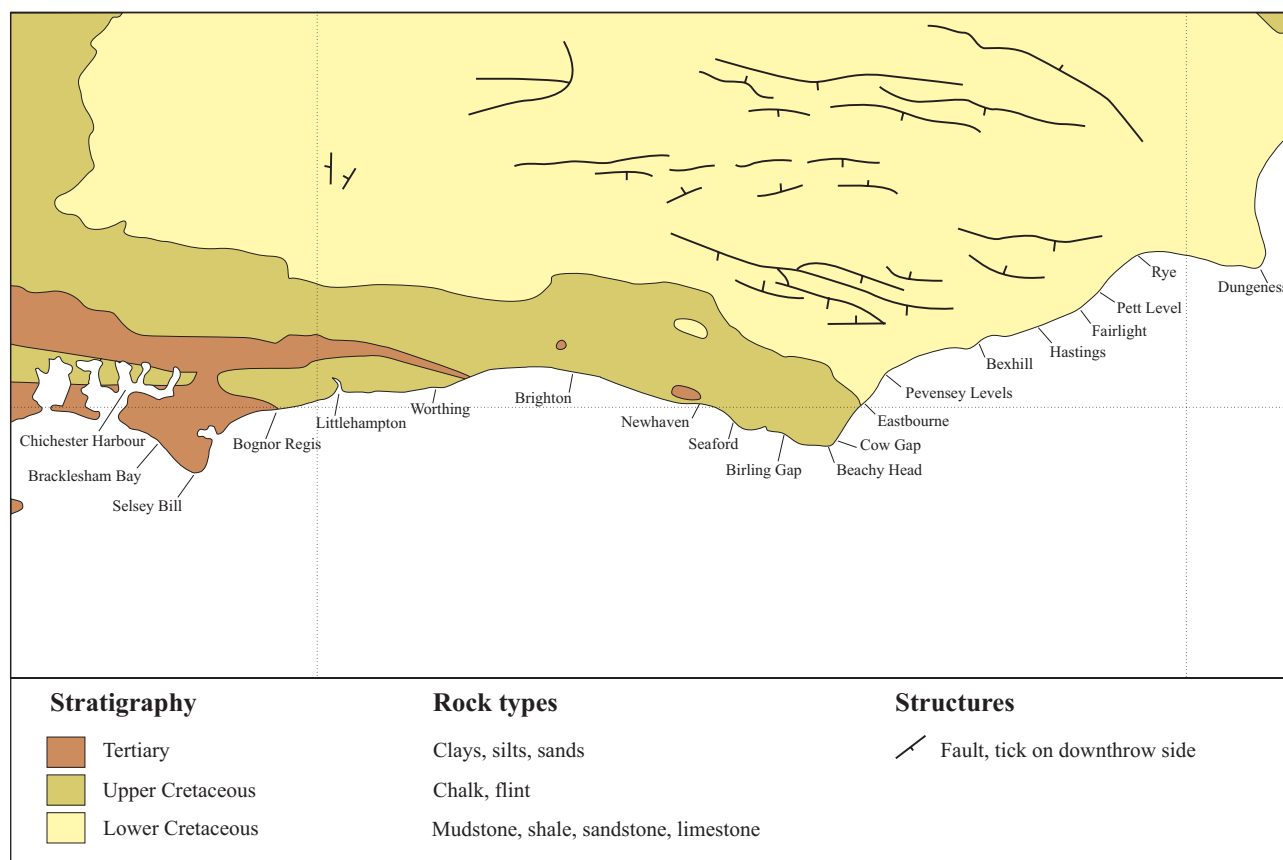 Rye
Dungeness
Pett Level
Fairlight
Hastings
Bexhill
Pevensey Levels
Eastbourne
Cow Gap
Beachy Head
Birling Gap
Seaford
Newhaven
Brighton
Worthing
Littlehampton
Bognor Regis
Chichester Harbour
Bracklesham Bay
Selsey Bill
Stratigraphy
Rock types
Structures
Tertiary
Clays, silts, sands
Fault, tick on downthrow side
Upper Cretaceous
Chalk, flint
Lower Cretaceous
Mudstone, shale, sandstone, limestone